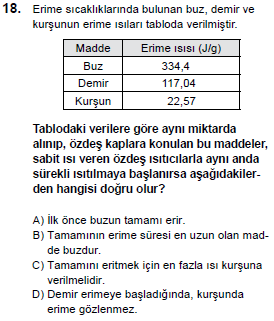 18. Erime sıcaklıklarında bulunan buz, demir ve
kurşunun erime ısıları tabloda verilmiştir.
Madde Erime ısısı (J/g)
Buz 334,4
Demir 117,04
Kurşun 22,57
Tablodaki verilere göre aynı miktarda
alınıp, özdeş kaplara konulan bu maddeler,
sabit ısı veren özdeş ısıtıcılarla aynı anda
sürekli ısıtılmaya başlanırsa aşağıdakiler-
den hangisi doğru olur?
A) İlk önce buzun tamamı erir.
B) Tamamının erime süresi en uzun olan mad-
de buzdur.
C) Tamamını eritmek için en fazla ısı kurşuna
verilmelidir.
D) Demir erimeye başladığında, kurşunda
erime gözlenmez.